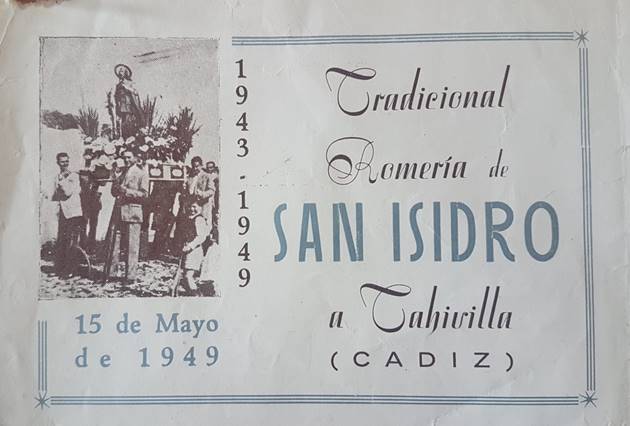 1943-1949
Tradicional
Romería de
SAN ISIDRO
a Tahivilla
(CADIZ)
15 de Mayo
de 1949